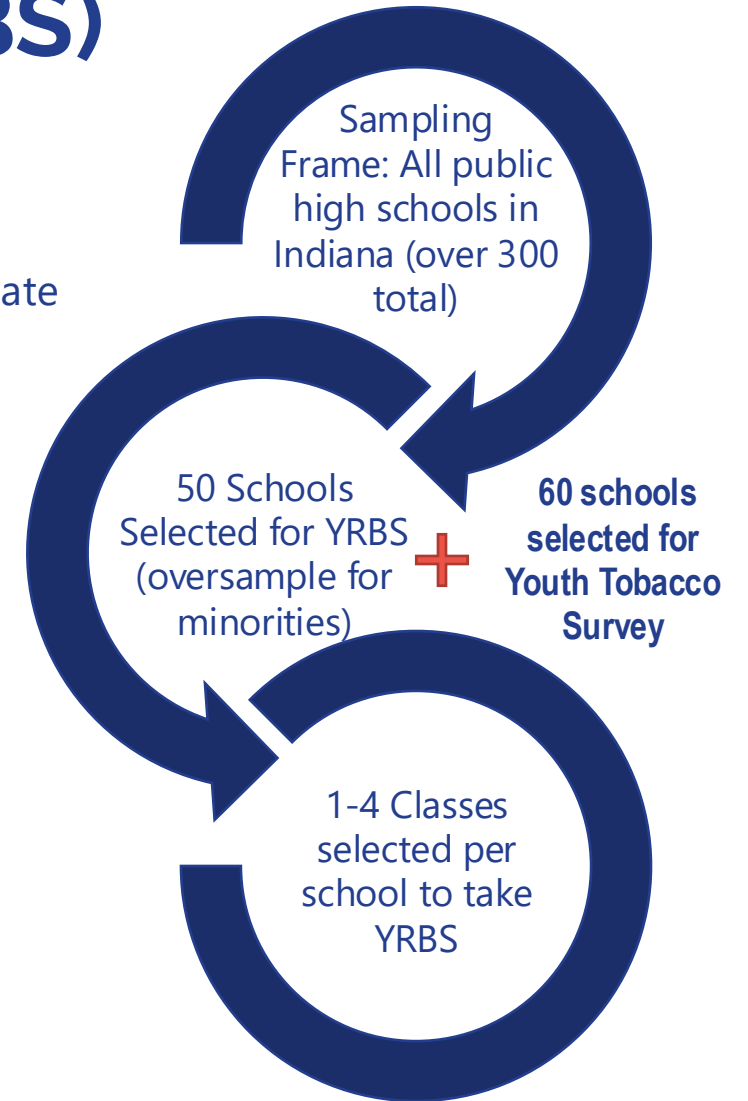 BS)
ate
Sampling
Frame: All public
high schools in
Indiana (over 300
total)
50 Schools
Selected for YRBS
(oversample for
minorities)
60 schools
selected for
Youth Tobacco
Survey
1-4 Classes
selected per
school to take
YRBS